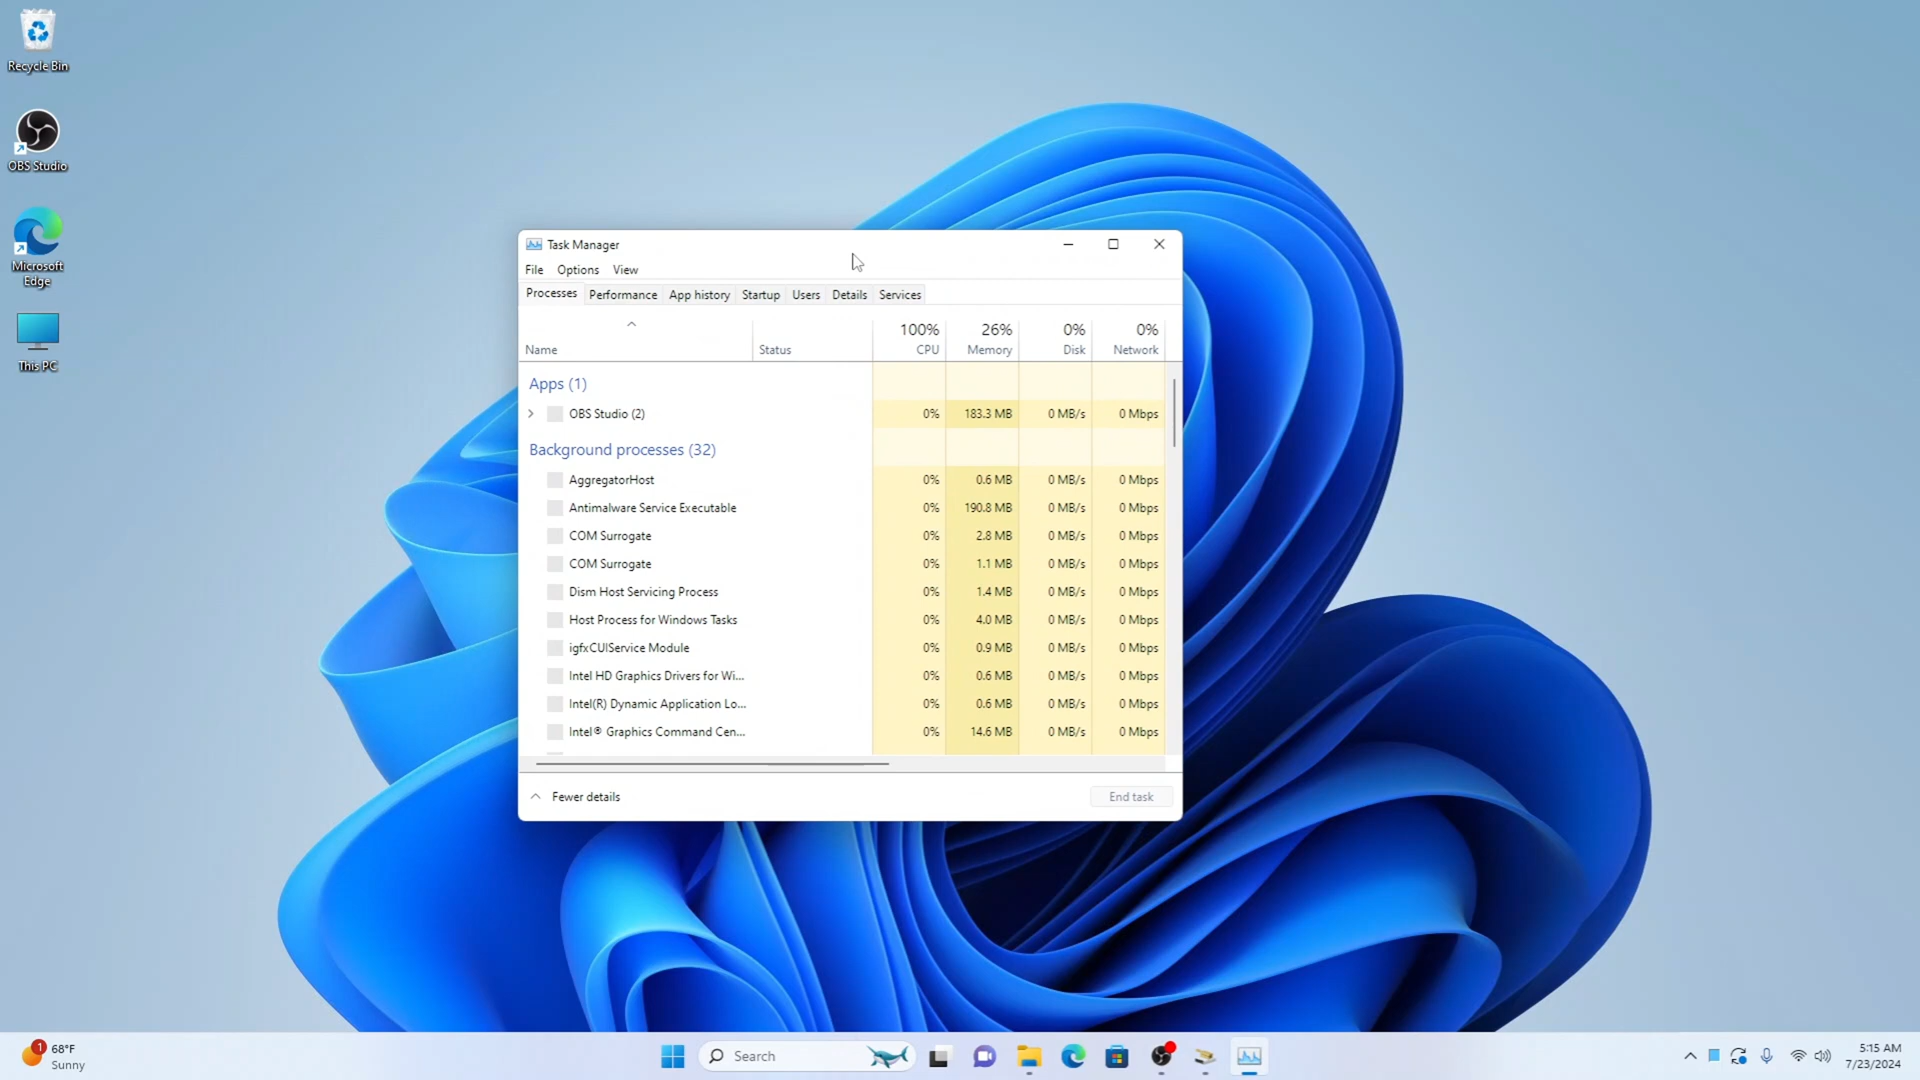 Recycle Bin
OBS Studio
Microsoft
Edge
This PC
Task Manager
File Options View
Processes Performance App history Startup Users Details Services
100% 26% 0% 0%
Name Status CPU Memory Disk Network
Apps (1)
OBS Studio (2) 0% 183.3 MB 0 MB/s 0 Mbps
Background processes (32)
AggregatorHost 0% 0.6 MB 0 MB/s 0 Mbps
Antimalware Service Executable 0% 190.8 MB 0 MB/s 0 Mbps
COM Surrogate 0% 2.8 MB 0 MB/s 0 Mbps
COM Surrogate 0% 1.1 MB 0 MB/s 0 Mbps
Dism Host Servicing Process 0% 1.4 MB 0 MB/s 0 Mbps
Host Process for Windows Tasks 0% 4.0 MB 0 MB/s 0 Mbps
igfxCUIService Module 0% 0.9 MB 0 MB/s 0 Mbps
Intel HD Graphics Drivers for Wi... 0% 0.6 MB 0 MB/s 0 Mbps
Intel(R) Dynamic Application Lo... 0% 0.6 MB 0 MB/s 0 Mbps
Intel® Graphics Command Cen... 0% 14.6 MB 0 MB/s 0 Mbps
Fewer details End task
1
68°F
Sunny
Search
5:15 AM
7/23/2024